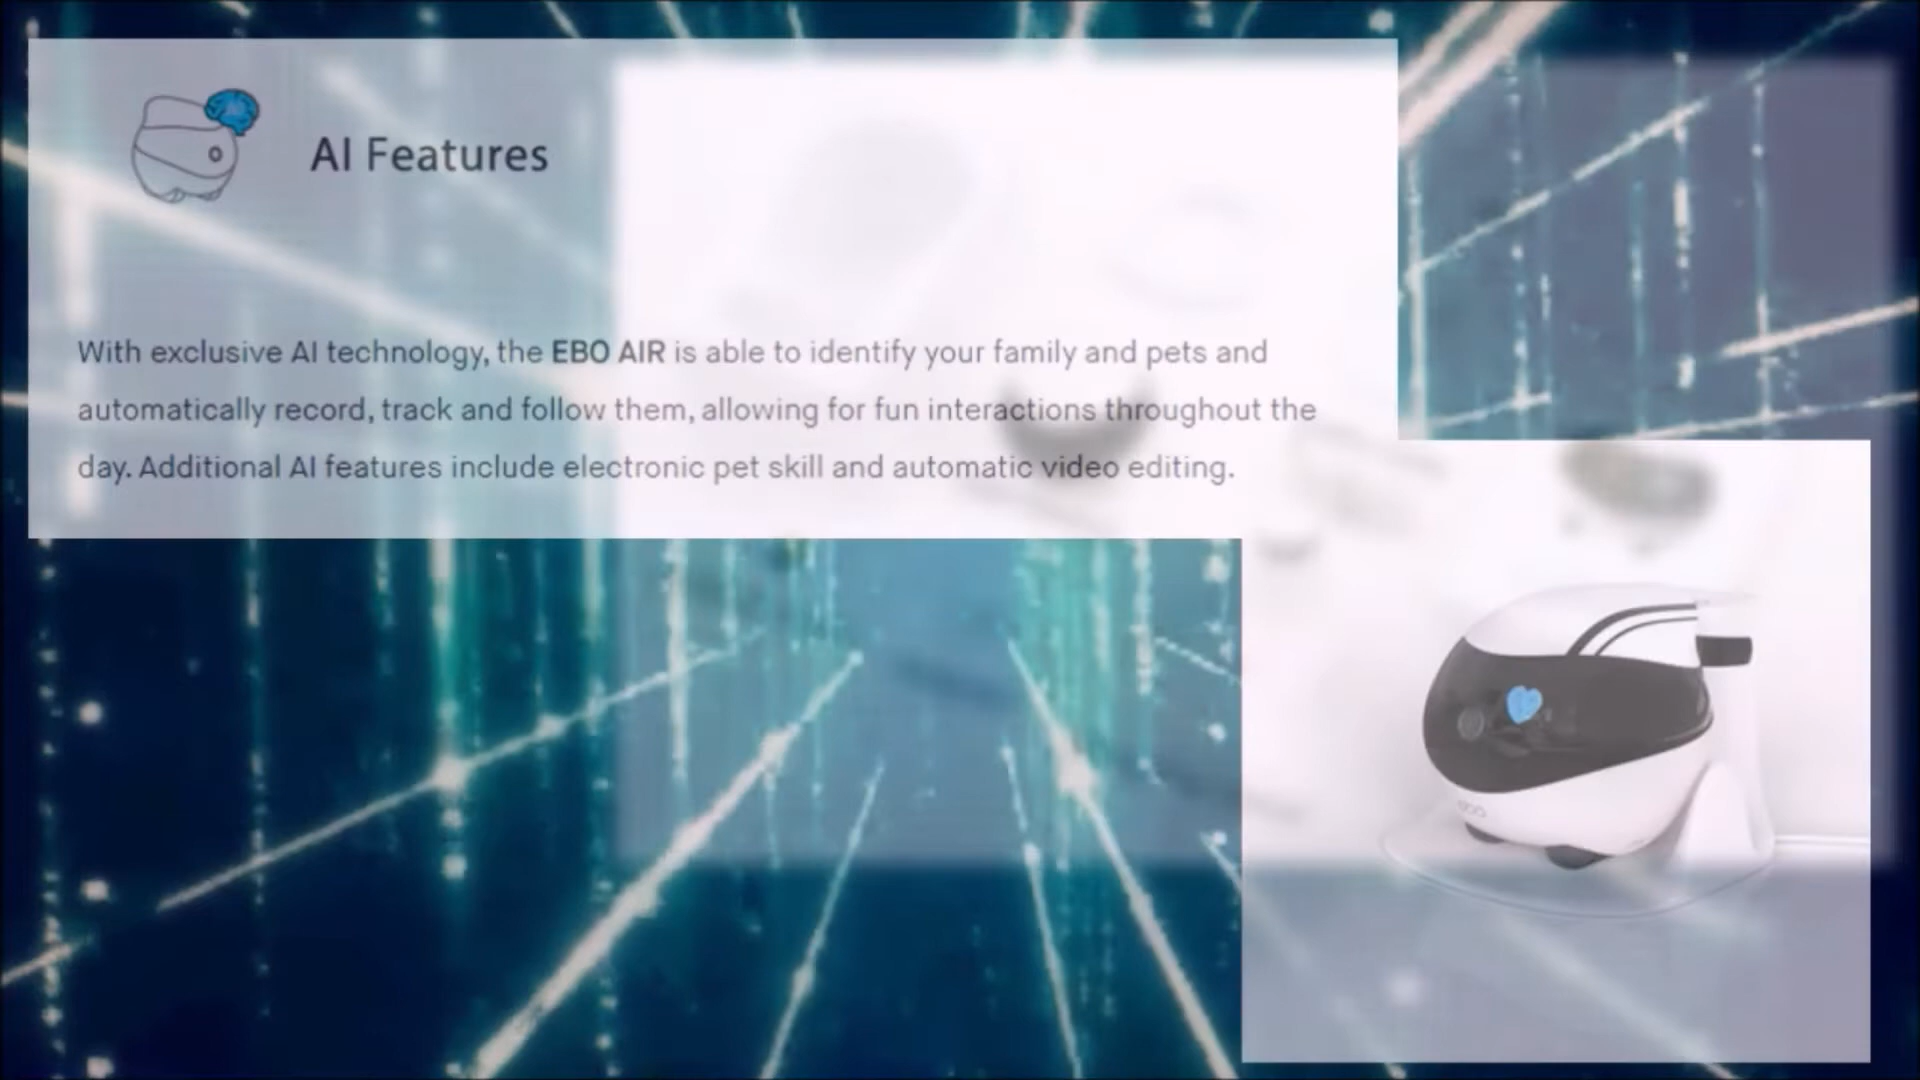 AI Features
With exclusive AI technology, the EBO AIR is able to identify your family and pets and
automatically record, track and follow them, allowing for fun interactions throughout the
day. Additional AI features include electronic pet skill and automatic video editing.
ebo